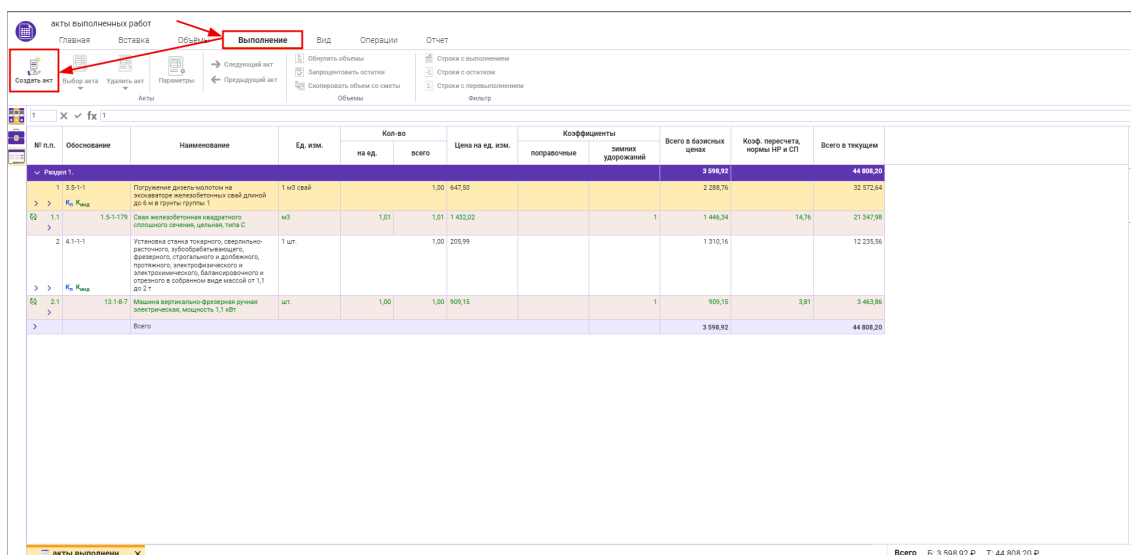 акты выполненных работ
Главная Вставка Объёмы Выполнение Вид Операции Отчет
Создать акт Выбор акта Удалить акт Параметры
Следующий акт
Предыдущий акт
Обнулить объемы
Запроцентовать остатки
Скопировать объем со сметы
Строки с выполнением
Строки с остатком
Строки с перевыполнением
Акты Объемы Фильтр
1 fx 1
№ п.п. Обоснование Наименование Ед. изм. Кол-во Цена на ед. изм. Коэффициенты Всего в базисных ценах Коэф. пересчета, нормы НР и СП Всего в текущем
на ед. всего поправочные зимних удорожаний
Раздел 1. 3 598,92 44 808,20
1 3.5-1-1 Погружение дизель-молотом на 1 м3 свай 1,00 647,50 2 288,76 32 572,64
экскаваторе железобетонных свай длиной
до 6 м в грунты группы 1
Кп Кинд
1.1 1.5-1-179 Свая железобетонная квадратного м3 1,01 1,01 1 432,02 1 1 446,34 14,76 21 347,98
сплошного сечения, цельная, типа С
2 4.1-1-1 Установка станка токарного, сверлильно- 1 шт. 1,00 205,99 1 310,16 12 235,56
расточного, зубообрабатывающего,
фрезерного, строгального и долбежного,
протяжного, электрофизического и
электрохимического, балансировочного и
отрезного в собранном виде массой от 1,1
до 2 т
Кп Кинд
2.1 13.1-8-7 Машина вертикально-фрезерная ручная шт. 1,00 1,00 909,15 1 909,15 3,81 3 463,86
электрическая, мощность 1,1 кВт
Всего 3 598,92 44 808,20
акты выполненн... X
Всего Б: 3 598,92 ₽ Т: 44 808,20 ₽